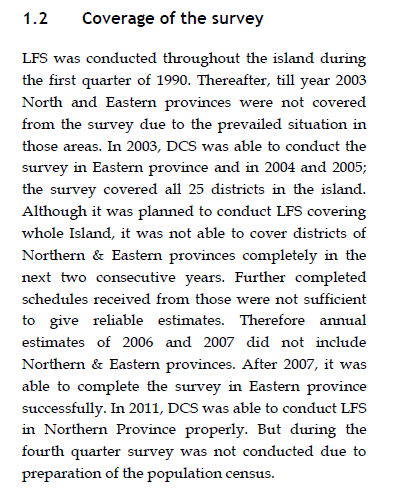 1.2 Coverage of the survey
LFS was conducted throughout the island during
the first quarter of 1990. Thereafter, till year 2003
North and Eastern provinces were not covered
from the survey due to the prevailed situation in
those areas. In 2003, DCS was able to conduct the
survey in Eastern province and in 2004 and 2005;
the survey covered all 25 districts in the island.
Although it was planned to conduct LFS covering
whole Island, it was not able to cover districts of
Northern & Eastern provinces completely in the
next two consecutive years. Further completed
schedules received from those were not sufficient
to give reliable estimates. Therefore annual
estimates of 2006 and 2007 did not include
Northern & Eastern provinces. After 2007, it was
able to complete the survey in Eastern province
successfully. In 2011, DCS was able to conduct LFS
in Northern Province properly. But during the
fourth quarter survey was not conducted due to
preparation of the population census.